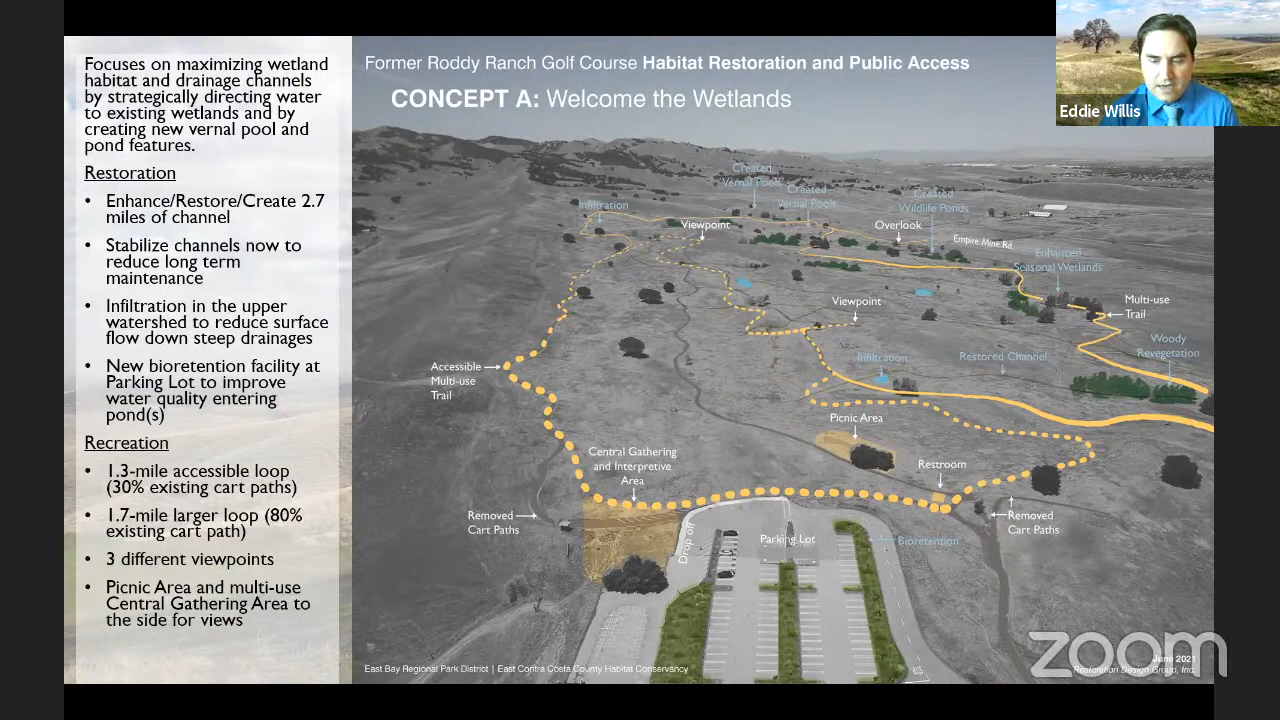 Focuses on maximizing wetland
habitat and drainage channels
by strategically directing water
to existing wetlands and by
creating new vernal pool and
pond features.
Restoration
• Enhance/Restore/Create 2.7
miles of channel
• Stabilize channels now to
reduce long term
maintenance
• Infiltration in the upper
watershed to reduce surface
flow down steep drainages
• New bioretention facility at
Parking Lot to improve
water quality entering
pond(s)
Recreation
• 1.3-mile accessible loop
(30% existing cart paths)
• 1.7-mile larger loop (80%
existing cart path)
• 3 different viewpoints
• Picnic Area and multi-use
Central Gathering Area to
the side for views
Former Roddy Ranch Golf Course Habitat Restoration and Public Access
CONCEPT A: Welcome the Wetlands
Eddie Willis
Created
Vernal Pools
Created
Vernal Pools
Created
Wildlife Ponds
Infiltration
Viewpoint
Overlook
Empire Mine Rd.
Enhanced
Seasonal Wetlands
Viewpoint
Multi-use
Trail
Woody
Revegetation
Infiltration
Restored Channel
Accessible
Multi-use
Trail
Picnic Area
Central Gathering
and Interpretive
Area
Restroom
Removed
Cart Paths
Removed
Cart Paths
Drop off
Parking Lot
Bioretention
East Bay Regional Park District | East Contra Costa County Habitat Conservancy
June 2021
Restoration Design Group, Inc.
zoom